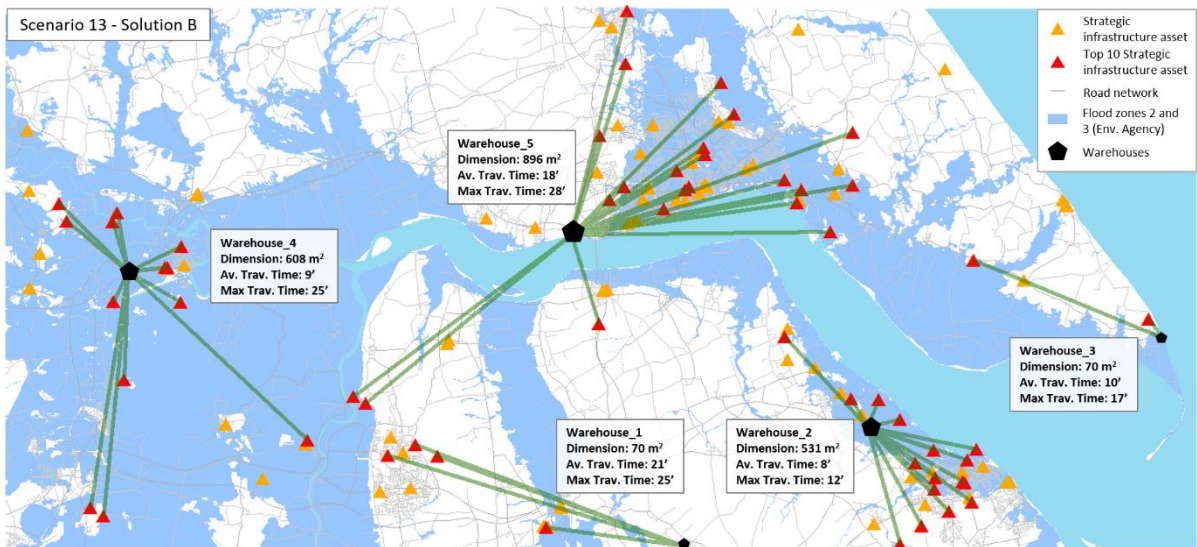 Scenario 13 - Solution B
Strategic
infrastructure asset
Top 10 Strategic
infrastructure asset
Road network
Flood zones 2 and
3 (Env. Agency)
Warehouses
Warehouse_5
Dimension: 896 m²
Av. Trav. Time: 18’
Max Trav. Time: 28’
Warehouse_4
Dimension: 608 m²
Av. Trav. Time: 9’
Max Trav. Time: 25’
Warehouse_3
Dimension: 70 m²
Av. Trav. Time: 10’
Max Trav. Time: 17’
Warehouse_1
Dimension: 70 m²
Av. Trav. Time: 21’
Max Trav. Time: 25’
Warehouse_2
Dimension: 531 m²
Av. Trav. Time: 8’
Max Trav. Time: 12’